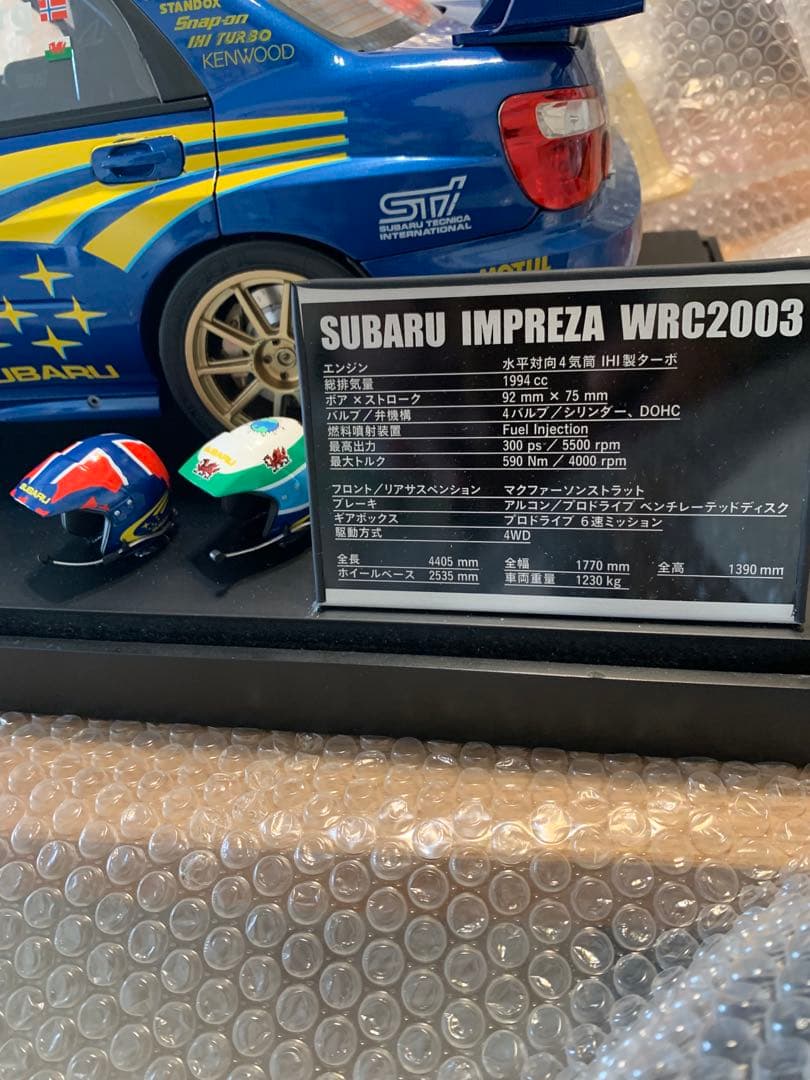 STANDOX
Snap-on
IHI TURBO
KENWOOD
STI
SUBARU TECNICA
INTERNATIONAL
MOTUL
SUBARU
SUBARU
SUBARU
SUBARU IMPREZA WRC2003
エンジン 水平対向4気筒 IHI製ターボ
総排気量 1994 cc
ボア×ストローク 92 mm × 75 mm
バルブ/弁機構 4バルブ/シリンダー、DOHC
燃料噴射装置 Fuel Injection
最高出力 300 ps / 5500 rpm
最大トルク 590 Nm / 4000 rpm
フロント/リアサスペンション マクファーソンストラット
ブレーキ アルコン/プロドライブ ベンチレーテッドディスク
ギアボックス プロドライブ 6速ミッション
駆動方式 4WD
全長 4405 mm 全幅 1770 mm 全高 1390 mm
ホイールベース 2535 mm 車両重量 1230 kg